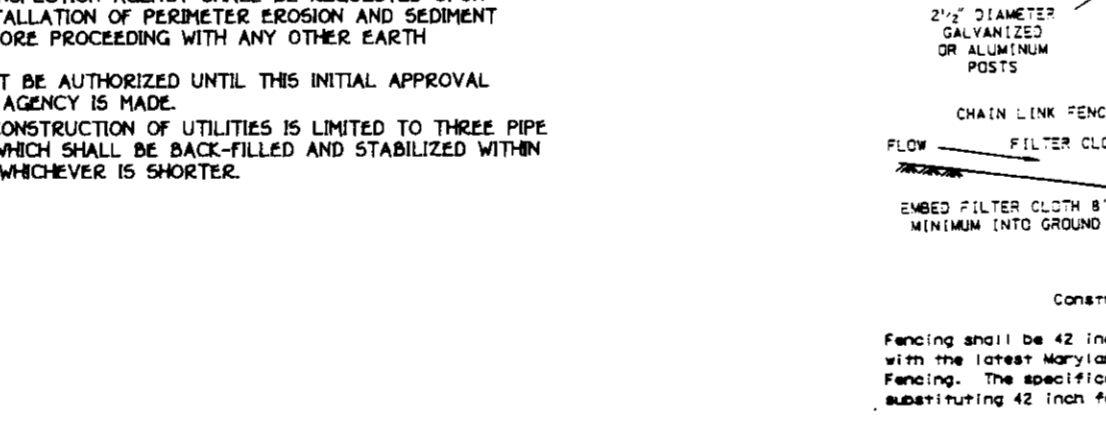 TALLATION OF PERIMETER EROSION AND SEDIMENT
ORE PROCEEDING WITH ANY OTHER EARTH
T BE AUTHORIZED UNTIL THIS INITIAL APPROVAL
AGENCY IS MADE.
ONSTRUCTION OF UTILITIES IS LIMITED TO THREE PIPE
WHICH SHALL BE BACK-FILLED AND STABILIZED WITHIN
WHICHEVER IS SHORTER.
2½" DIAMETER
GALVANIZED
OR ALUMINUM
POSTS
CHAIN LINK FENC
FLOW
FILTER CLO
EMBED FILTER CLOTH 8"
MINIMUM INTO GROUND
Const
Fencing shall be 42 inc
with the latest Maryla
Fencing. The specific
substituting 42 inch f